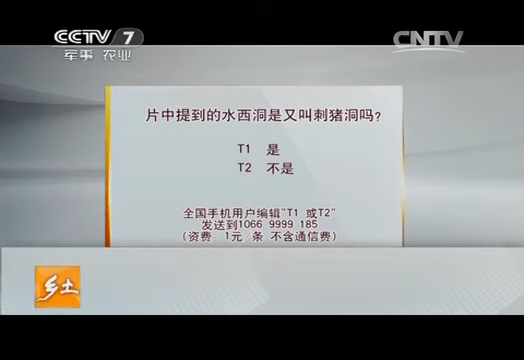 CCTV 7
军事 农业
CNTV
片中提到的水西洞是又叫刺猪洞吗?
T1 是
T2 不是
全国手机用户编辑"T1 或T2"
发送到1066 9999 185
(资费: 1元/条 不含通信费)
乡土